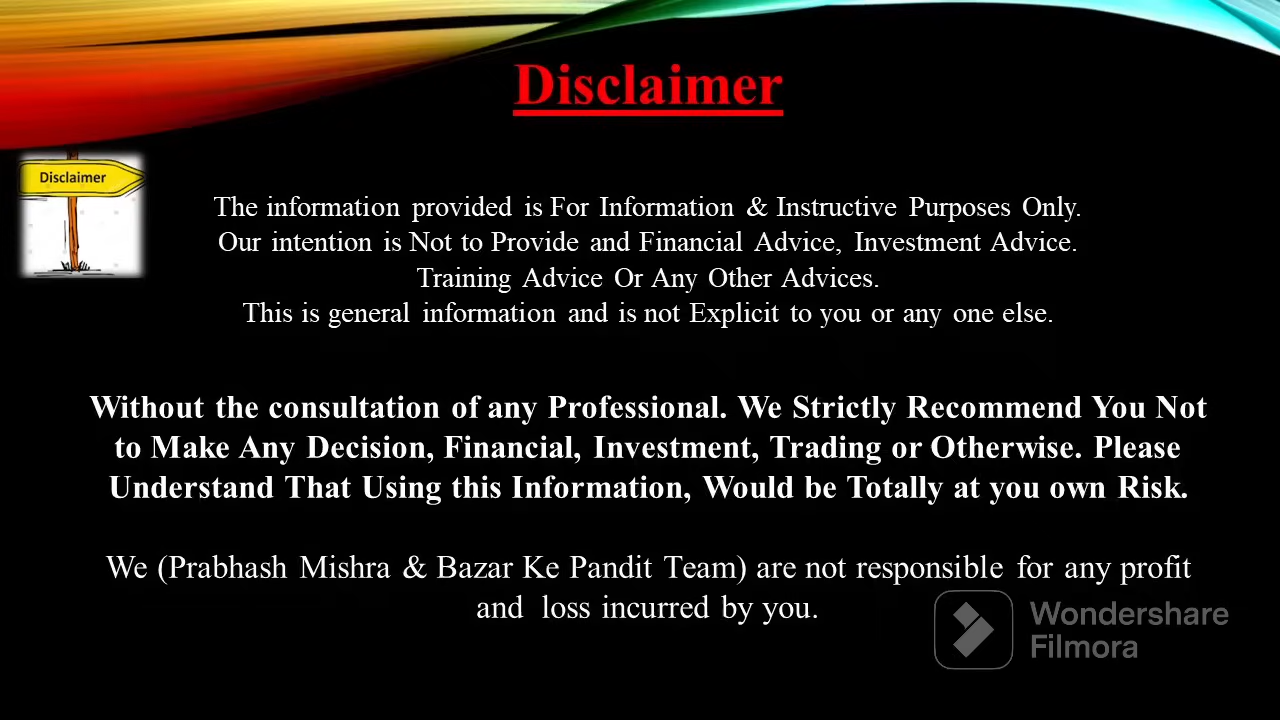 Disclaimer
Disclaimer
The information provided is For Information & Instructive Purposes Only.
Our intention is Not to Provide and Financial Advice, Investment Advice.
Training Advice Or Any Other Advices.
This is general information and is not Explicit to you or any one else.
Without the consultation of any Professional. We Strictly Recommend You Not
to Make Any Decision, Financial, Investment, Trading or Otherwise. Please
Understand That Using this Information, Would be Totally at you own Risk.
We (Prabhash Mishra & Bazar Ke Pandit Team) are not responsible for any profit
and loss incurred by you.
Wondershare
Filmora